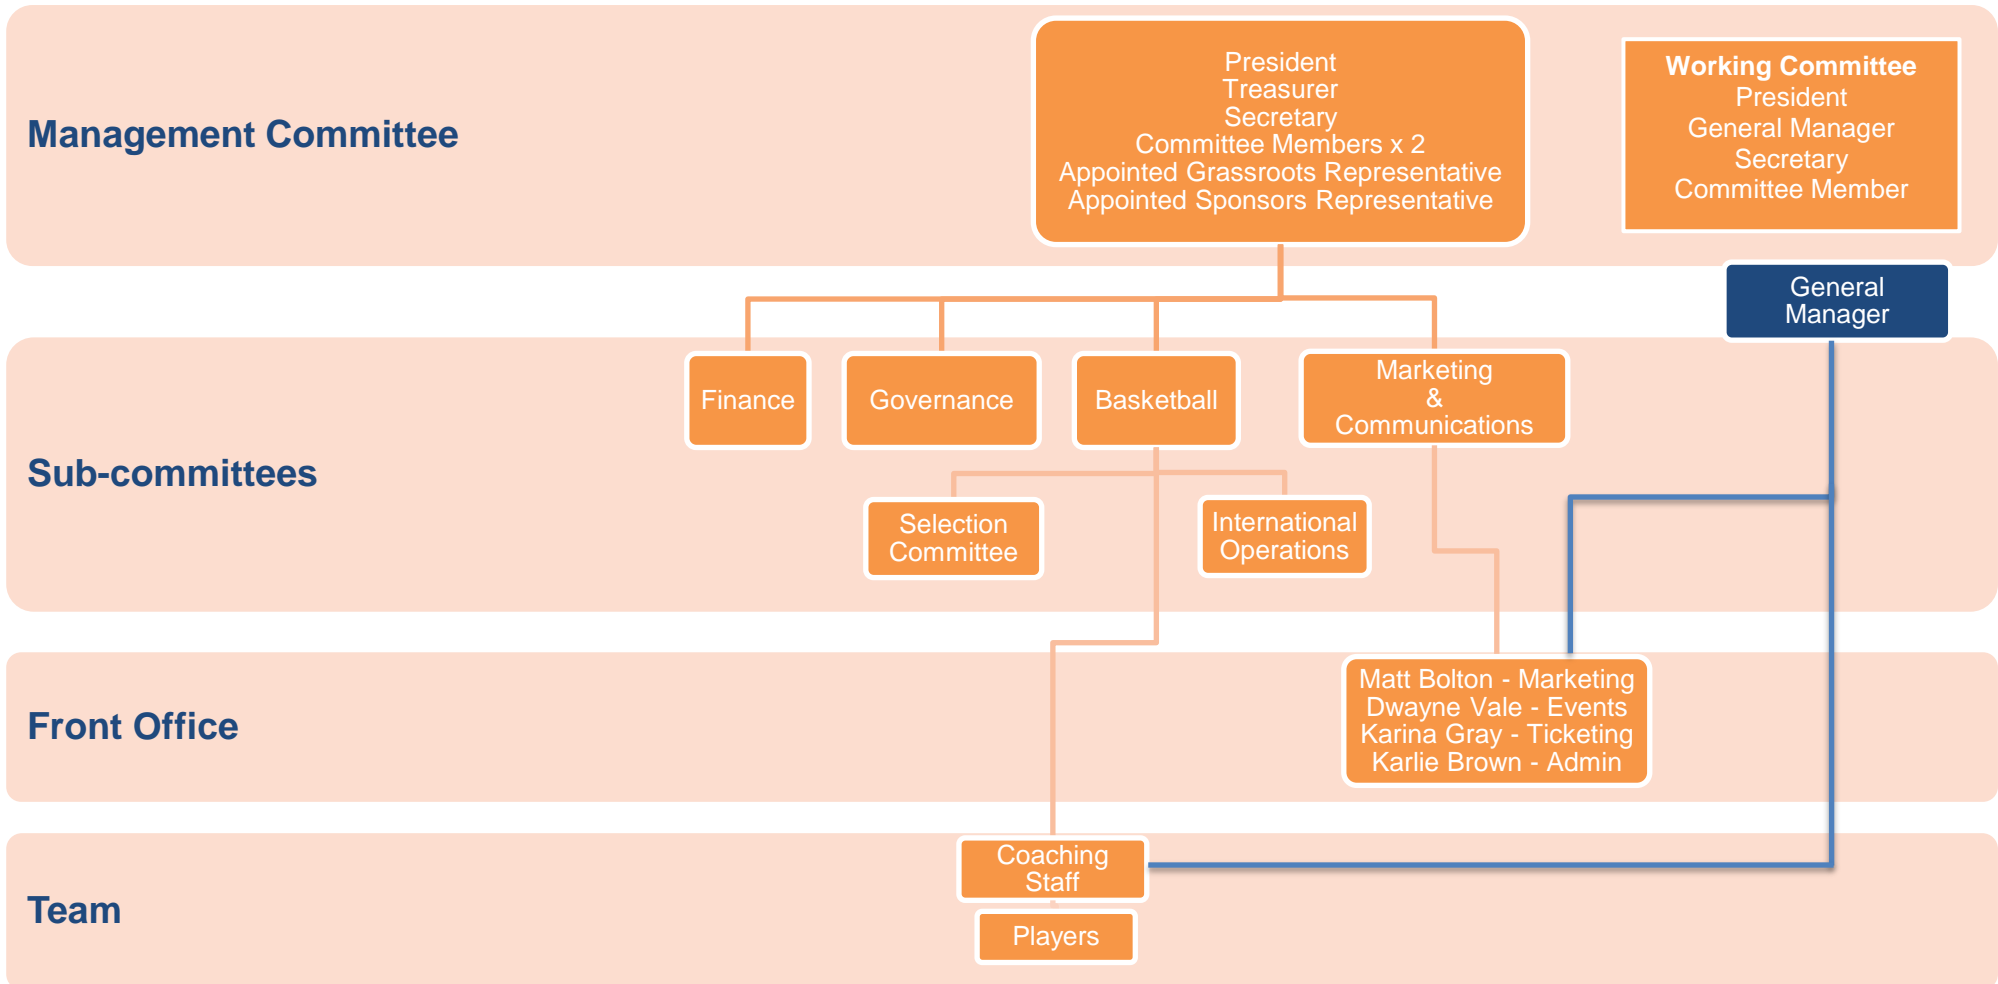 Management Committee
President
Treasurer
Secretary
Committee Members x 2
Appointed Grassroots Representative
Appointed Sponsors Representative
Working Committee
President
General Manager
Secretary
Committee Member
General
Manager
Sub-committees
Finance
Governance
Basketball
Marketing
&
Communications
Selection
Committee
International
Operations
Front Office
Matt Bolton - Marketing
Dwayne Vale - Events
Karina Gray - Ticketing
Karlie Brown - Admin
Team
Coaching
Staff
Players